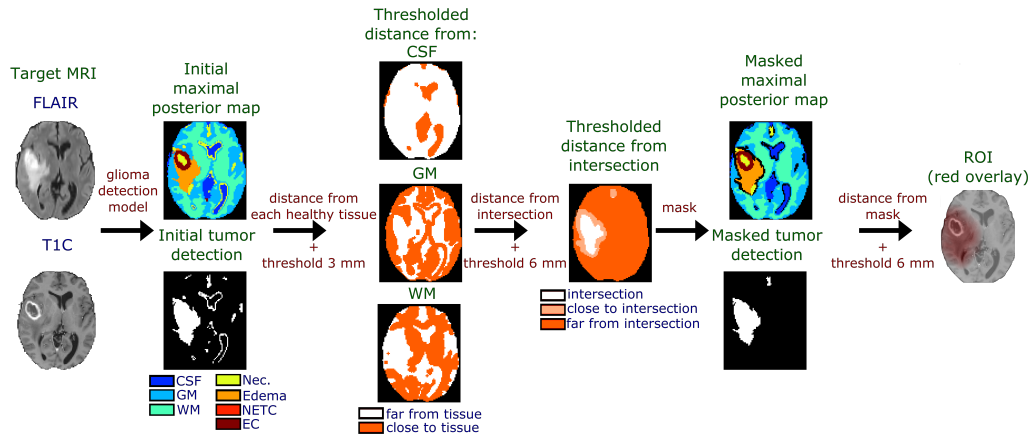 Target MRI
FLAIR
T1C
glioma
detection
model
Initial
maximal
posterior map
Initial tumor
detection
CSF
GM
WM
Nec.
Edema
NETC
EC
distance from
each healthy tissue
+
threshold 3 mm
Thresholded
distance from:
CSF
GM
WM
far from tissue
close to tissue
distance from
intersection
+
threshold 6 mm
Thresholded
distance from
intersection
intersection
close to intersection
far from intersection
mask
Masked
maximal
posterior map
Masked tumor
detection
distance from
mask
+
threshold 6 mm
ROI
(red overlay)